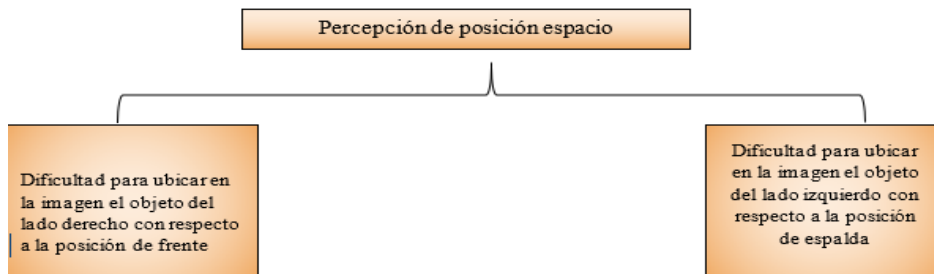 Percepción de posición espacio
Dificultad para ubicar en
la imagen el objeto del
lado derecho con respecto
a la posición de frente
Dificultad para ubicar
en la imagen el objeto
del lado izquierdo con
respecto a la posición
de espalda